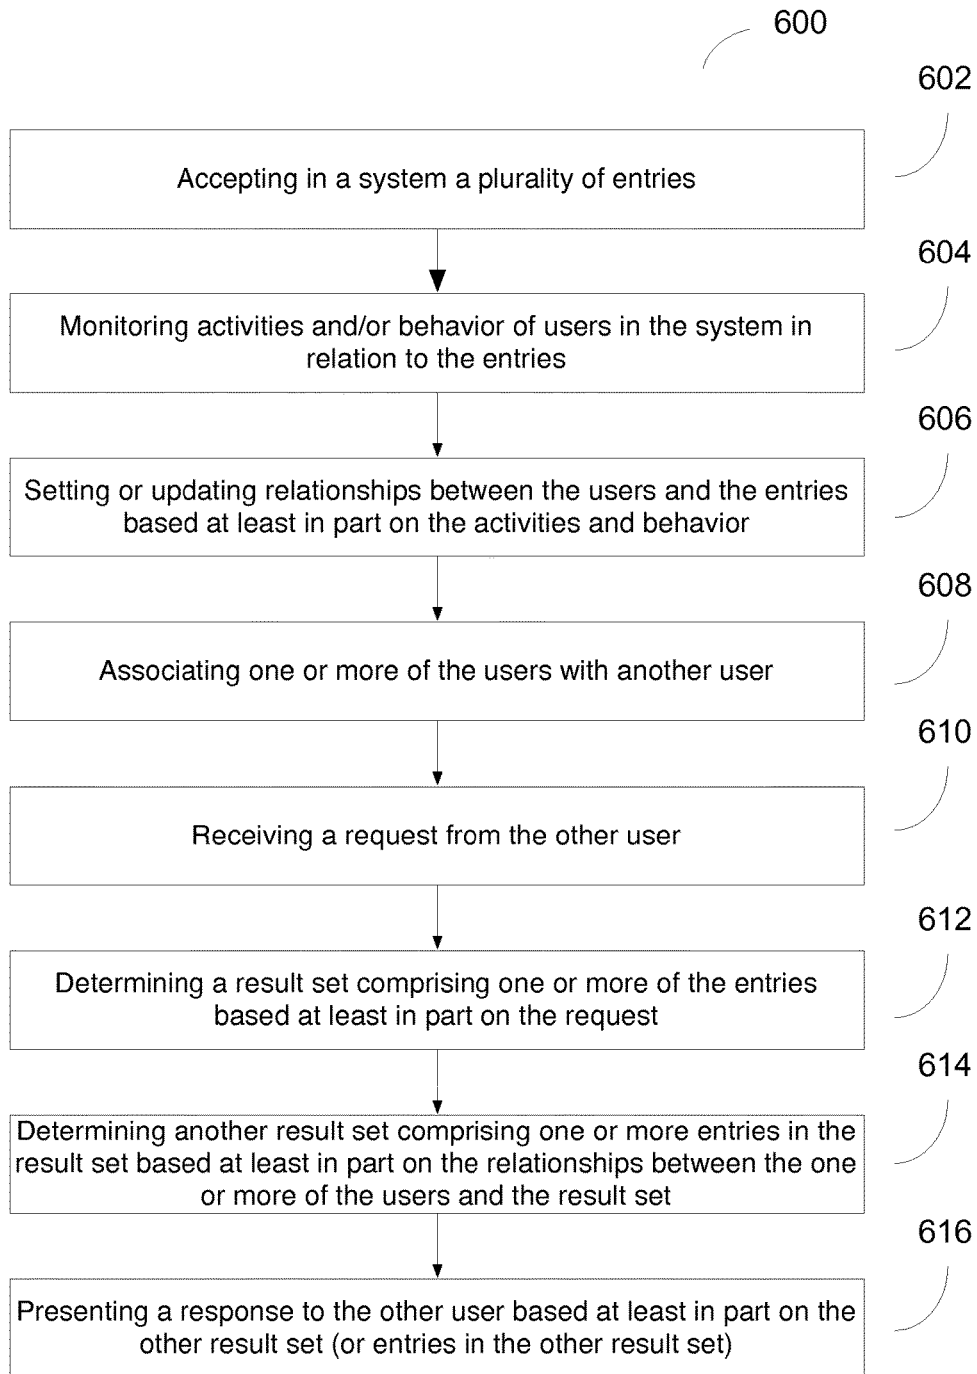 600
602
Accepting in a system a plurality of entries
604
Monitoring activities and/or behavior of users in the system in
relation to the entries
606
Setting or updating relationships between the users and the entries
based at least in part on the activities and behavior
608
Associating one or more of the users with another user
610
Receiving a request from the other user
612
Determining a result set comprising one or more of the entries
based at least in part on the request
614
Determining another result set comprising one or more entries in the
result set based at least in part on the relationships between the one
or more of the users and the result set
616
Presenting a response to the other user based at least in part on the
other result set (or entries in the other result set)